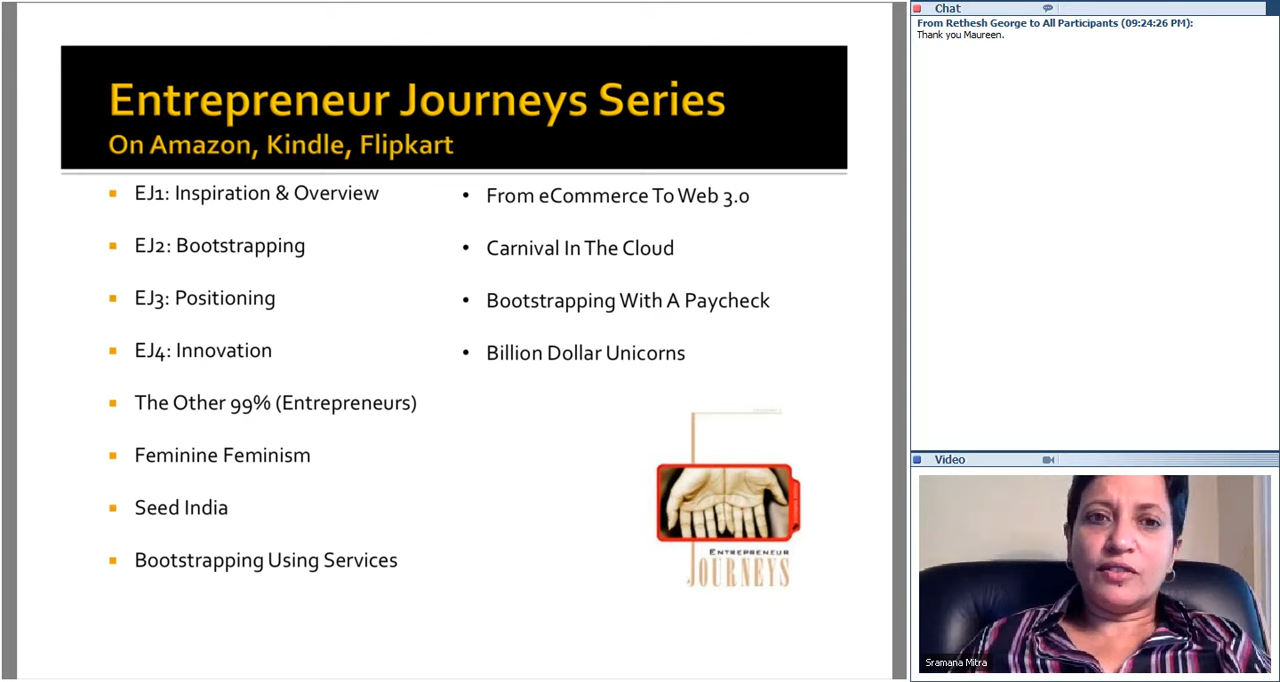 Entrepreneur Journeys Series
On Amazon, Kindle, Flipkart
EJ1: Inspiration & Overview
EJ2: Bootstrapping
EJ3: Positioning
EJ4: Innovation
The Other 99% (Entrepreneurs)
Feminine Feminism
Seed India
Bootstrapping Using Services
From eCommerce To Web 3.0
Carnival In The Cloud
Bootstrapping With A Paycheck
Billion Dollar Unicorns
ENTREPRENEUR
JOURNEYS
Chat
From Rethesh George to All Participants (09:24:26 PM):
Thank you Maureen.
Video
Sramana Mitra